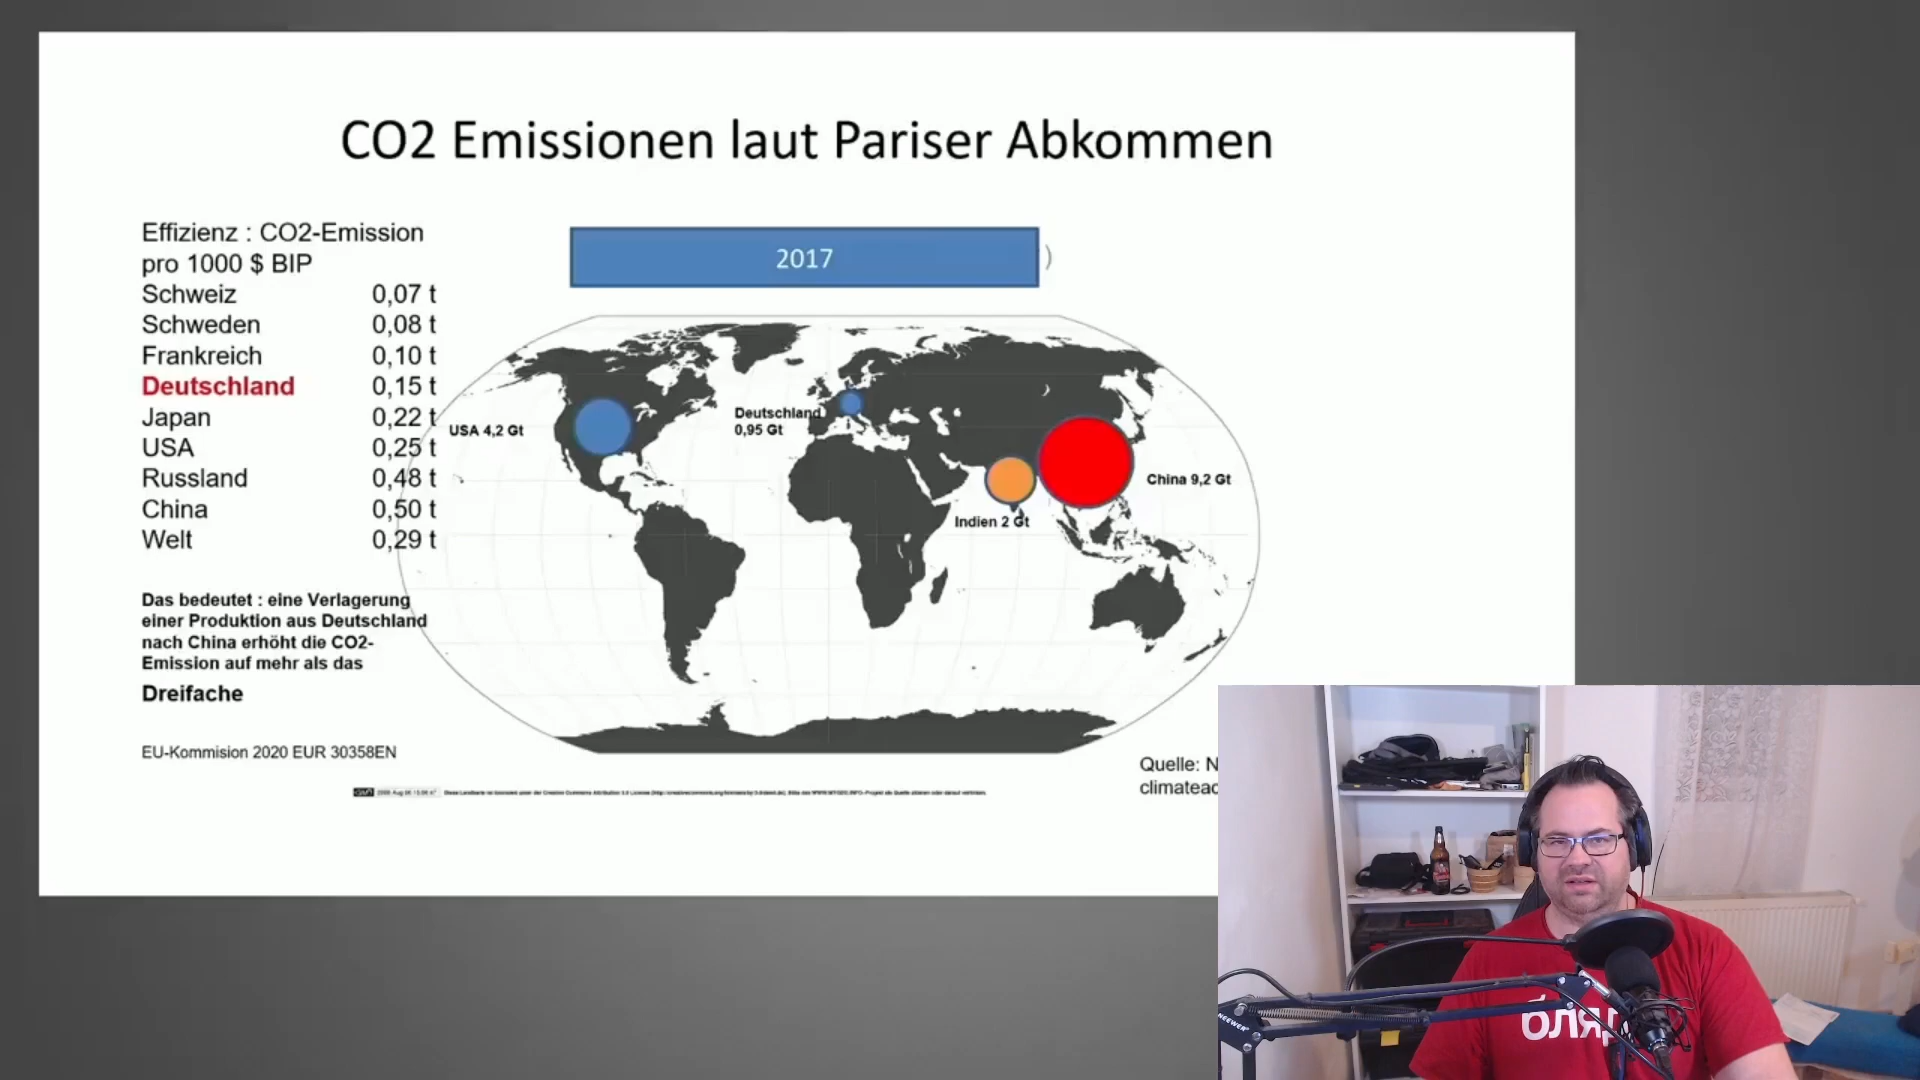 CO2 Emissionen laut Pariser Abkommen
Effizienz : CO2-Emission
pro 1000 $ BIP
Schweiz 0,07 t
Schweden 0,08 t
Frankreich 0,10 t
Deutschland 0,15 t
Japan 0,22 t
USA 0,25 t
Russland 0,48 t
China 0,50 t
Welt 0,29 t
Das bedeutet : eine Verlagerung
einer Produktion aus Deutschland
nach China erhöht die CO2-
Emission auf mehr als das
Dreifache
EU-Kommision 2020 EUR 30358EN
2017
)
USA 4,2 Gt
Deutschland
0,95 Gt
Indien 2 Gt
China 9,2 Gt
Quelle: N
climateac
NEEWER
бляд